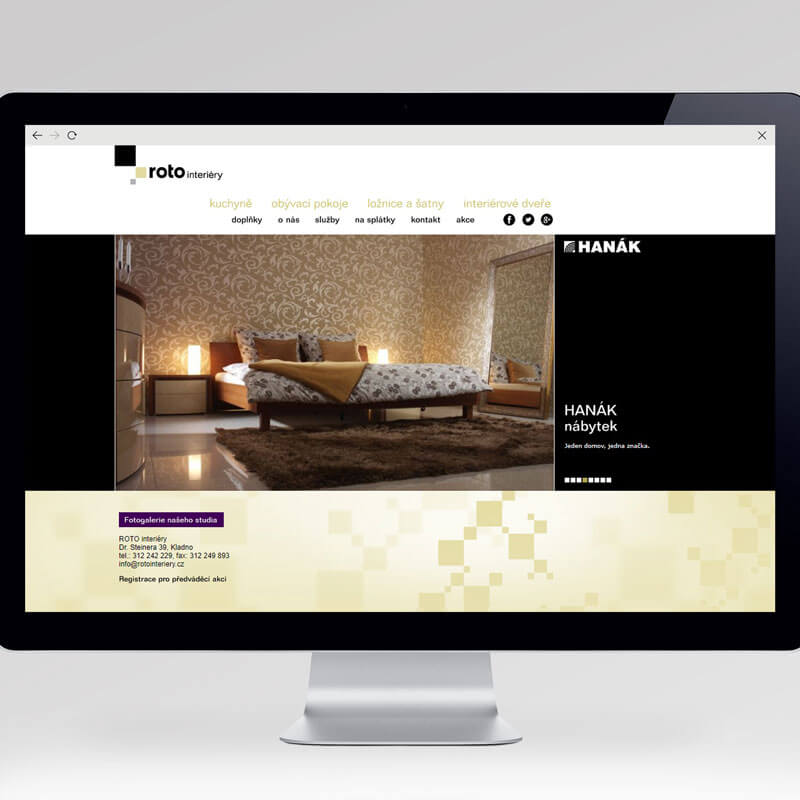 roto interiéry
kuchyně obývací pokoje ložnice a šatny interiérové dveře
doplňky o nás služby na splátky kontakt akce
HANÁK
HANÁK
nábytek
Jeden domov, jedna značka.
Fotogalerie našeho studia
ROTO interiéry
Dr. Steinera 39, Kladno
tel.: 312 242 229, fax: 312 249 893
info@rotointeriery.cz
Registrace pro předváděcí akci